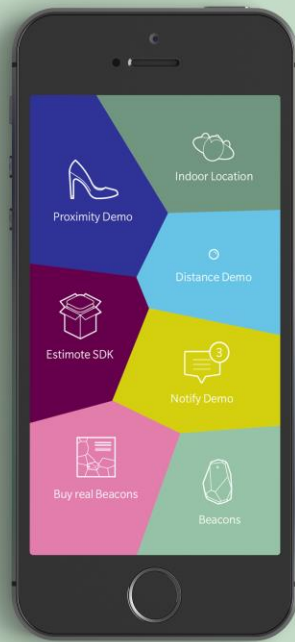 Indoor Location
Proximity Demo
Distance Demo
Estimote SDK
3
Notify Demo
Buy real Beacons
Beacons